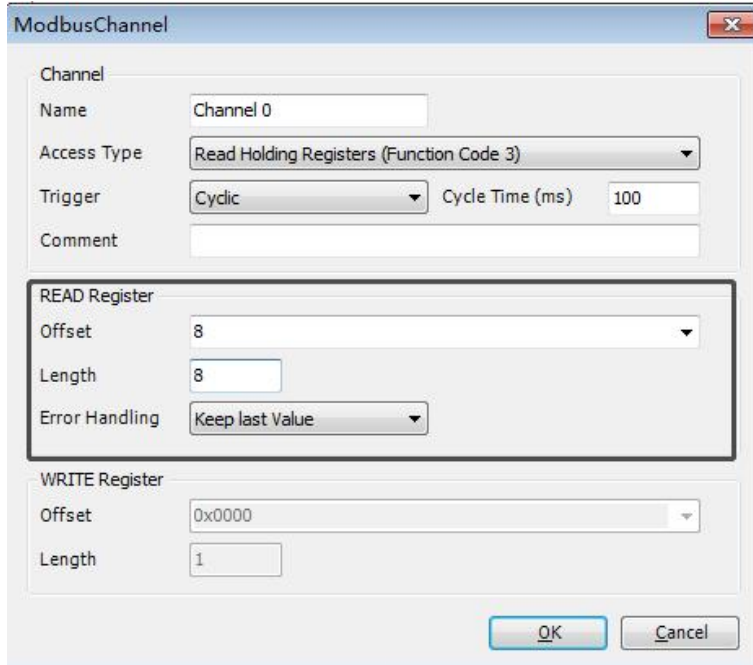 ModbusChannel
Channel
Name Channel 0
Access Type Read Holding Registers (Function Code 3)
Trigger Cyclic Cycle Time (ms) 100
Comment
READ Register
Offset 8
Length 8
Error Handling Keep last Value
WRITE Register
Offset 0x0000
Length 1
OK Cancel